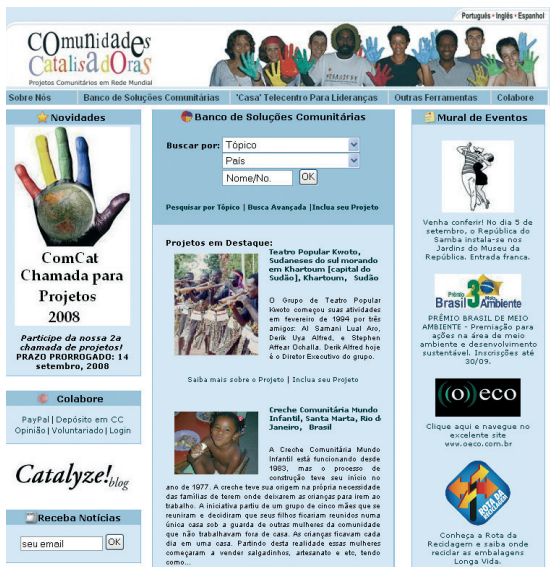 Português • Inglês • Espanhol
COmunidades
CatalisadOras
Projetos Comunitários em Rede Mundial
Sobre Nós
Banco de Soluções Comunitárias
'Casa' Telecentro Para Lideranças
Outras Ferramentas
Colabore
Novidades
ComCat
Chamada para
Projetos
2008
Participe da nossa 2a
chamada de projetos!
PRAZO PRORROGADO: 14
setembro, 2008
Colabore
PayPal | Depósito em CC
Opinião | Voluntariado | Login
Catalyze! blog
Receba Notícias
seu email OK
Banco de Soluções Comunitárias
Buscar por: Tópico
País
Nome/No. OK
Pesquisar por Tópico | Busca Avançada |Inclua seu Projeto
Projetos em Destaque:
Teatro Popular Kwoto,
Sudaneses do sul morando
em Khartoum [capital do
Sudão], Khartoum, Sudão
O Grupo de Teatro Popular
Kwoto começou suas atividades
em fevereiro de 1994 por três
amigos: Al Samani Lual Aro,
Derik Uya Alfred, e Stephen
Affear Ochalla. Derik Alfred hoje
é o Diretor Executivo do grupo.
Saiba mais sobre o Projeto | Inclua seu Projeto
Creche Comunitária Mundo
Infantil, Santa Marta, Rio d
Janeiro, Brasil
A Creche Comunitária Mundo
Infantil está funcionando desde
1983, mas o processo de
construção teve seu início no
ano de 1977. A creche teve sua origem na própria necessidade
das famílias de terem onde deixarem as crianças para irem ao
trabalho. A iniciativa partiu de um grupo de cinco mães que se
reuniram e decidiram que seus filhos ficariam reunidos numa
única casa sob a guarda de outras mulheres da comunidade
que não trabalhavam fora de casa. As crianças ficavam cada
dia em uma casa. Partindo desta realidade essas mulheres
começaram a vender salgadinhos, artesanato e etc, tendo
como...
Mural de Eventos
Venha conferir! No dia 5 de
setembro, o República do
Samba instala-se nos
Jardins do Museu da
República. Entrada franca.
Prêmio
Brasil 3 Meio
Ambiente
PRÊMIO BRASIL DE MEIO
AMBIENTE - Premiação para
ações na área de meio
ambiente e desenvolvimento
sustentável. Inscrições até
30/09.
((o)) eco
Clique aqui e navegue no
excelente site
www.oeco.com.br
ROTA DA
RECICLAGEM
Conheça a Rota da
Reciclagem e saiba onde
reciclar as embalagens
Longa Vida.